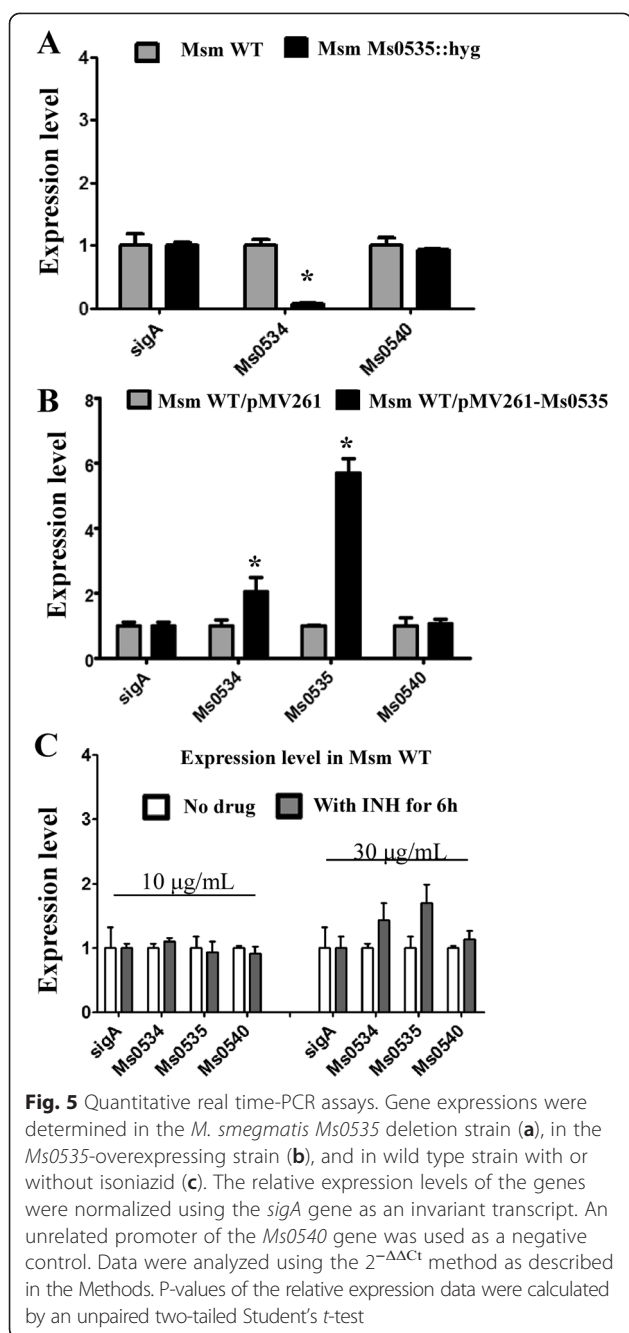 A
Msm WT Msm Ms0535::hyg
Expression level
4
3
2
1
0
*
sigA
Ms0534
Ms0540
B
Msm WT/pMV261 Msm WT/pMV261-Ms0535
Expression level
8
6
4
2
0
*
*
sigA
Ms0534
Ms0535
Ms0540
C
Expression level in Msm WT
No drug With INH for 6h
Expression level
4
3
2
1
0
10 µg/mL
30 µg/mL
sigA
Ms0534
Ms0535
Ms0540
sigA
Ms0534
Ms0535
Ms0540
Fig. 5 Quantitative real time-PCR assays. Gene expressions were
determined in the M. smegmatis Ms0535 deletion strain (a), in the
Ms0535-overexpressing strain (b), and in wild type strain with or
without isoniazid (c). The relative expression levels of the genes
were normalized using the sigA gene as an invariant transcript. An
unrelated promoter of the Ms0540 gene was used as a negative
control. Data were analyzed using the 2−ΔΔCt method as described
in the Methods. P-values of the relative expression data were calculated
by an unpaired two-tailed Student's t-test